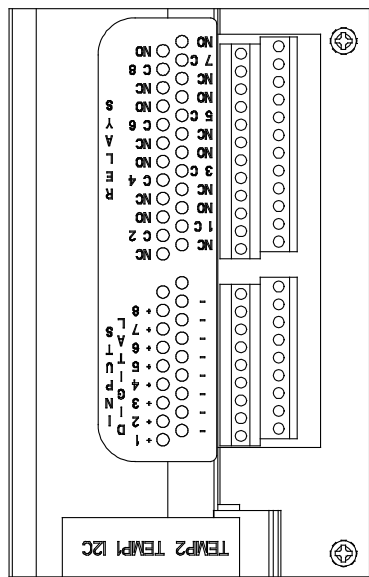 RELAYS
NO
C 8
NC
NO
C 6
NC
NO
C 4
NC
NO
C 2
NC
NO
7 C
NC
NO
5 C
NC
NO
3 C
NC
NO
1 C
NC
DIGITAL
INPUTS
8 +
7 +
6 +
5 +
4 +
3 +
2 +
1 +
-
-
-
-
-
-
-
-
TEMP2 TEMP1 I2C